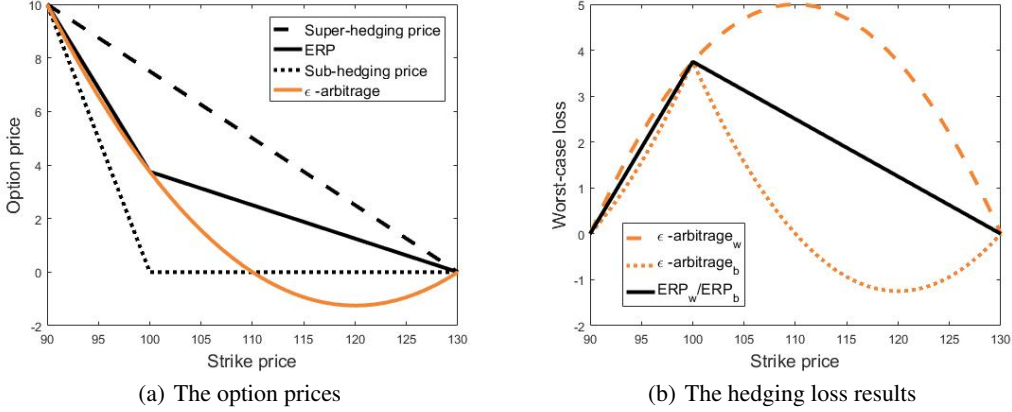 10
8
6
4
2
0
-2
Option price
Super-hedging price
ERP
Sub-hedging price
ϵ -arbitrage
90 95 100 105 110 115 120 125 130
Strike price
(a) The option prices
5
4
3
2
1
0
-1
-2
Worst-case loss
ϵ -arbitrage_w
ϵ -arbitrage_b
ERP_w/ERP_b
90 95 100 105 110 115 120 125 130
Strike price
(b) The hedging loss results